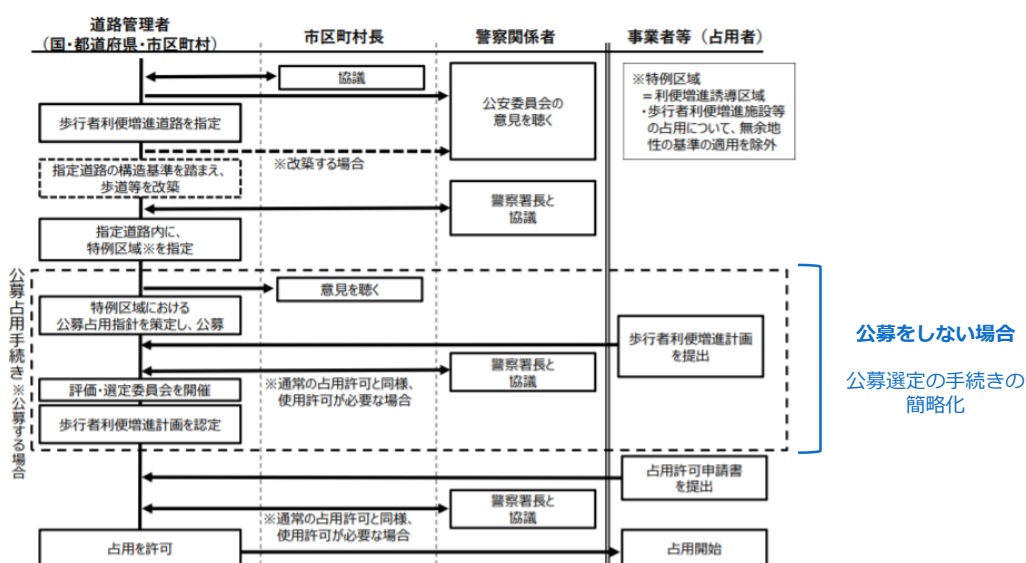 道路管理者
(国・都道府県・市区町村)
市区町村長
警察関係者
事業者等（占用者）
協議
公安委員会の
意見を聴く
※特例区域
＝利便増進誘導区域
・歩行者利便増進施設等
の占用について、無余地
性の基準の適用を除外
歩行者利便増進道路を指定
※改築する場合
指定道路の構造基準を踏まえ、
歩道等を改築
警察署長と
協議
指定道路内に、
特例区域※を指定
公募占用手続き※公募する場合
意見を聴く
特例区域における
公募占用指針を策定し、公募
歩行者利便増進計画
を提出
警察署長と
協議
※通常の占用許可と同様、
使用許可が必要な場合
評価・選定委員会を開催
歩行者利便増進計画を認定
公募をしない場合
公募選定の手続きの
簡略化
占用許可申請書
を提出
警察署長と
協議
※通常の占用許可と同様、
使用許可が必要な場合
占用を許可
占用開始